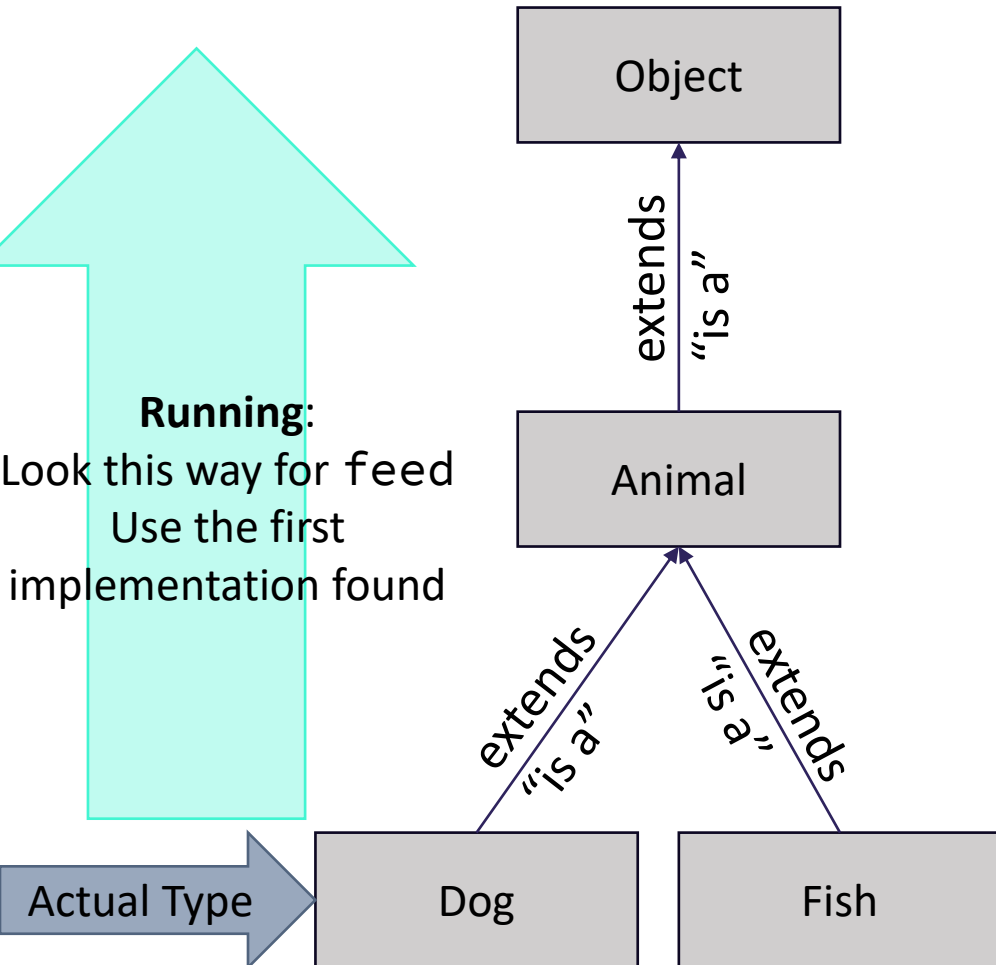 Object
extends
“is a”
Running:
Look this way for feed
Use the first
implementation found
Animal
extends
“is a”
extends
“is a”
Actual Type
Dog
Fish